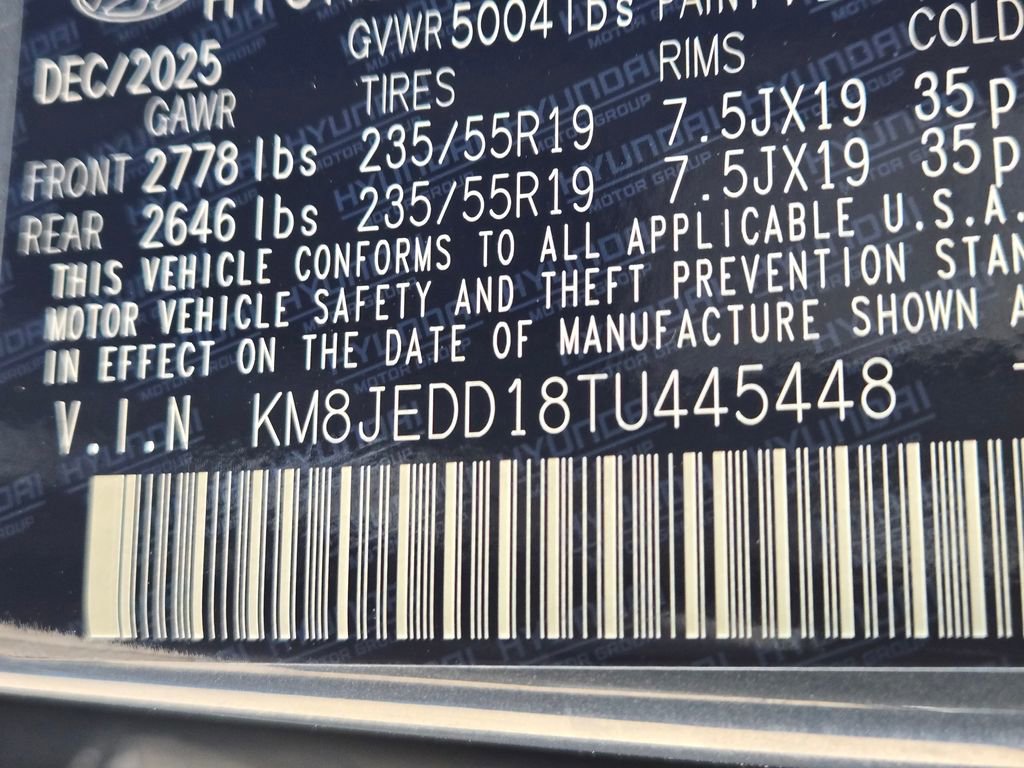 GVWR 5004 lbs PAINT
DEC/2025
GAWR TIRES RIMS COLD
FRONT 2778 lbs 235/55R19 7.5JX19 35
REAR 2646 lbs 235/55R19 7.5JX19 35
THIS VEHICLE CONFORMS TO ALL APPLICABLE U.S.A.
MOTOR VEHICLE SAFETY AND THEFT PREVENTION STAN
IN EFFECT ON THE DATE OF MANUFACTURE SHOWN A
V.I.N KM8JEDD18TU445448